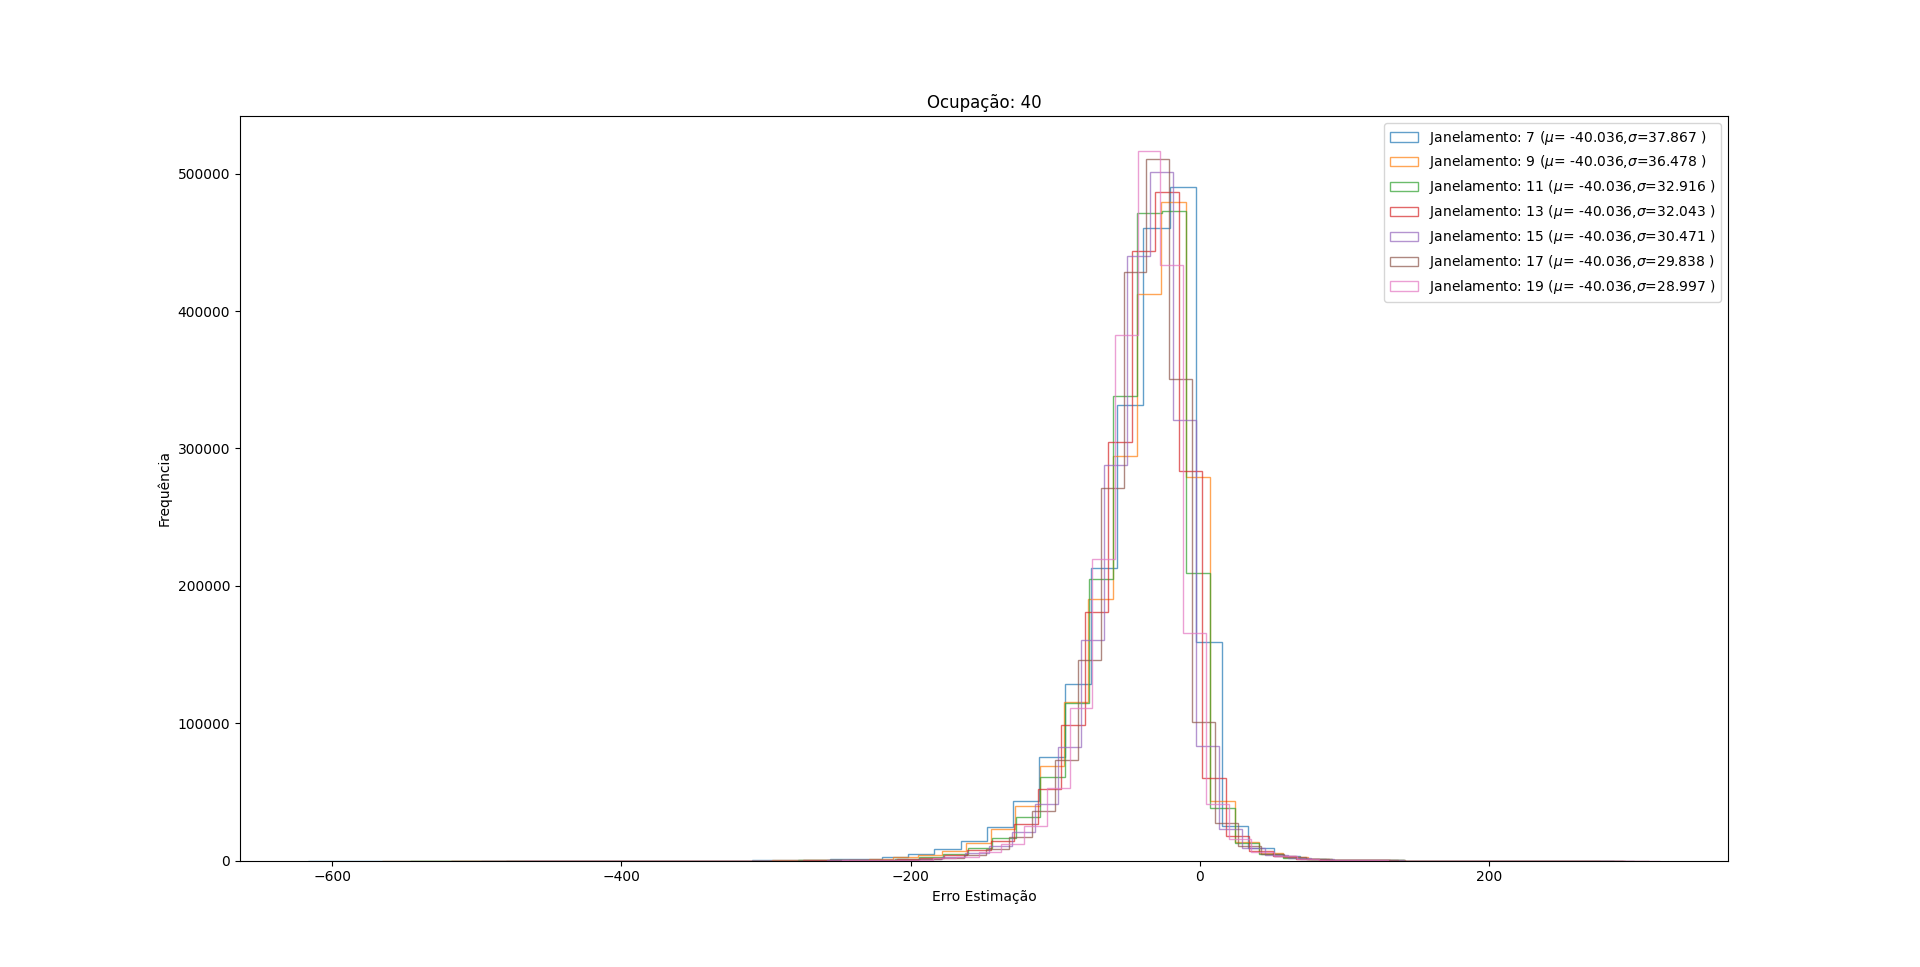 Ocupação: 40
Janelamento: 7 (μ= -40.036,σ=37.867 )
Janelamento: 9 (μ= -40.036,σ=36.478 )
Janelamento: 11 (μ= -40.036,σ=32.916 )
Janelamento: 13 (μ= -40.036,σ=32.043 )
Janelamento: 15 (μ= -40.036,σ=30.471 )
Janelamento: 17 (μ= -40.036,σ=29.838 )
Janelamento: 19 (μ= -40.036,σ=28.997 )
500000
400000
300000
200000
100000
0
Frequência
−600
−400
−200
0
200
Erro Estimação